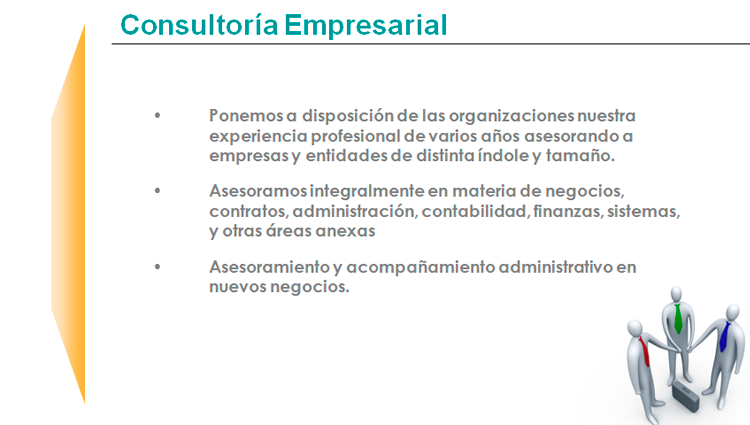 Consultoría Empresarial
• Ponemos a disposición de las organizaciones nuestra
experiencia profesional de varios años asesorando a
empresas y entidades de distinta índole y tamaño.
• Asesoramos integralmente en materia de negocios,
contratos, administración, contabilidad, finanzas, sistemas,
y otras áreas anexas
• Asesoramiento y acompañamiento administrativo en
nuevos negocios.